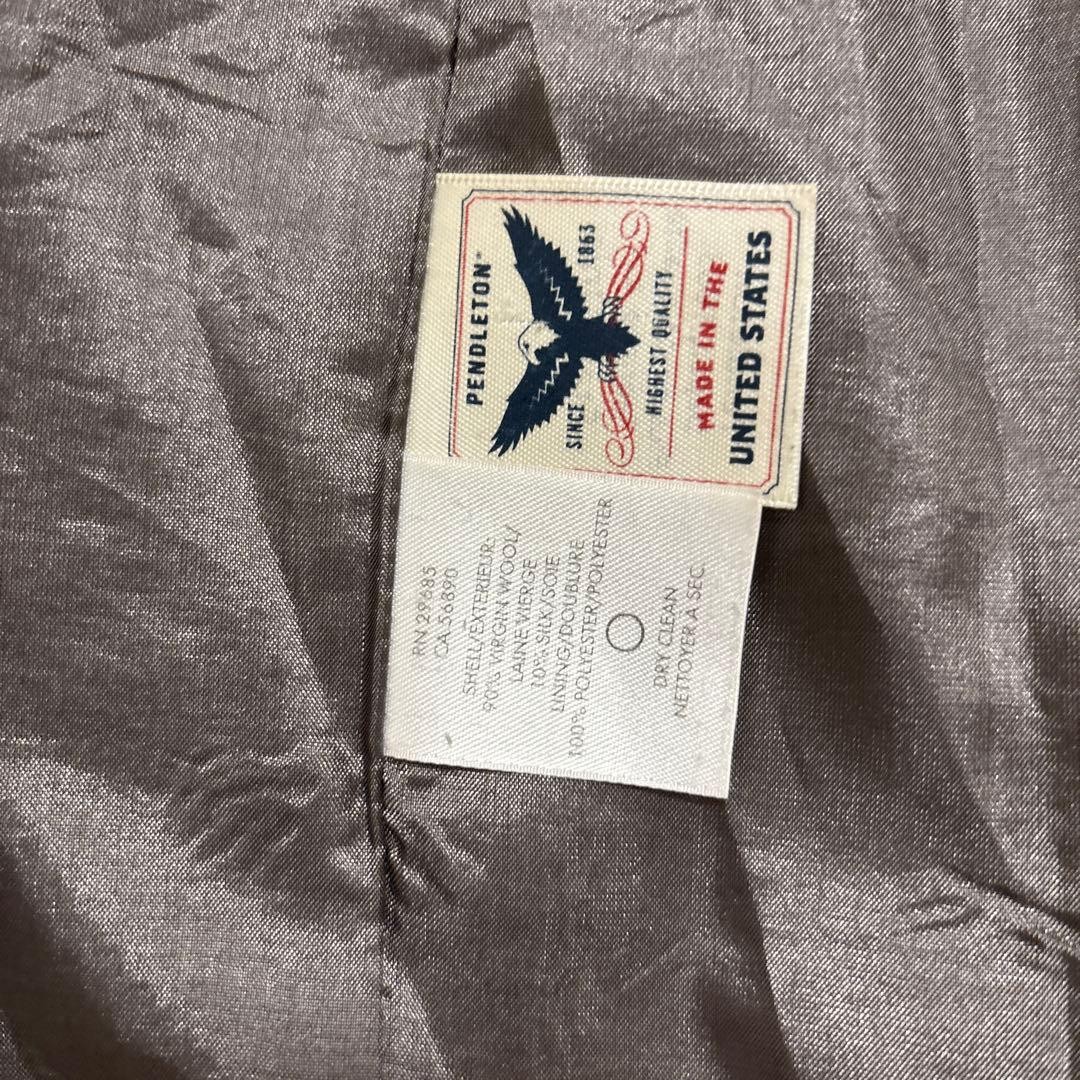 PENDLETON™
SINCE 1863
HIGHEST QUALITY
MADE IN THE
UNITED STATES
RN 29685
CA 56890
SHELL/EXTERIEUR:
90% VIRGIN WOOL/
LAINE VIERGE
10% SILK/SOIE
LINING/DOUBLURE
100% POLYESTER/POLYESTER
DRY CLEAN
NETTOYER A SEC